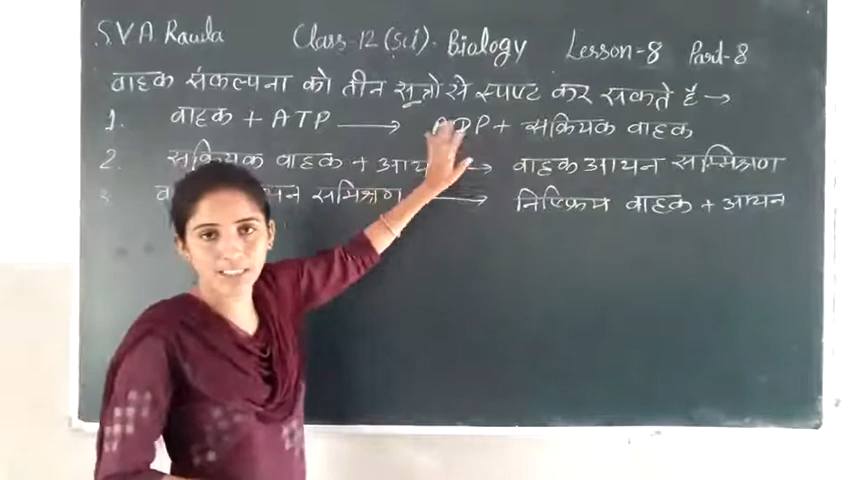 S.V.A. Rawla Class-12 (Sci). Biology Lesson-8 Part-8
वाहक संकल्पना को तीन सूत्रो से स्पष्ट कर सकते हैं →
1. वाहक + ATP → ADP + सक्रियक वाहक
2. सक्रियक वाहक + आयन → वाहक आयन सम्मिश्रण
3. समिश्रण → निष्क्रिय वाहक + आयन